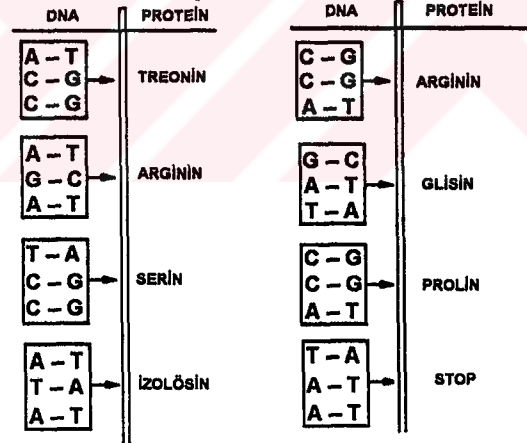 DNA PROTEİN
A – T
C – G
C – G
TREONİN
A – T
G – C
A – T
ARGİNİN
T – A
C – G
C – G
SERİN
A – T
T – A
A – T
İZOLÖSİN
DNA PROTEİN
C – G
C – G
A – T
ARGİNİN
G – C
A – T
T – A
GLİSİN
C – G
C – G
A – T
PROLİN
T – A
A – T
A – T
STOP